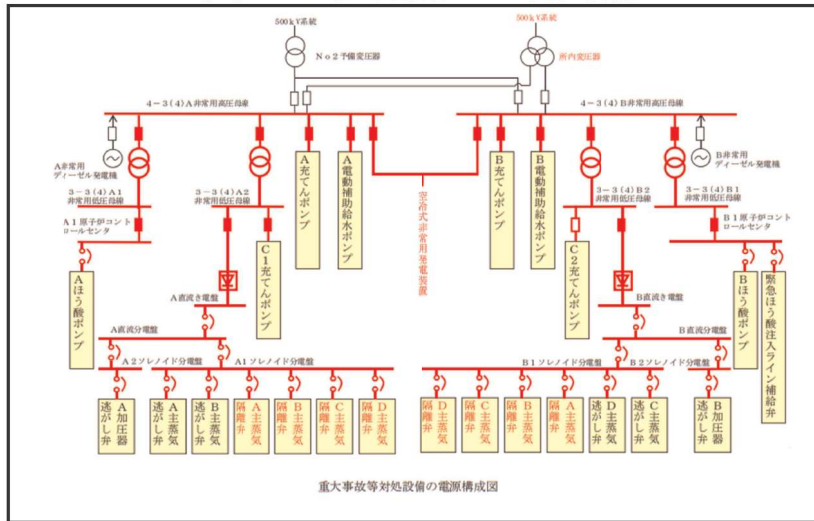 500kV系統
500kV系統
No2予備変圧器
所内変圧器
4－3(4)A非常用高圧母線
4－3(4)B非常用高圧母線
A非常用
ディーゼル発電機
B非常用
ディーゼル発電機
3－3(4)A1
非常用低圧母線
3－3(4)A2
非常用低圧母線
A充てんポンプ
A電動補助給水ポンプ
空冷式非常用発電装置
B充てんポンプ
B電動補助給水ポンプ
3－3(4)B2
非常用低圧母線
3－3(4)B1
非常用低圧母線
A1原子炉コント
ロールセンタ
B1原子炉コント
ロールセンタ
Aほう酸ポンプ
C1充てんポンプ
C2充てんポンプ
Bほう酸ポンプ
緊急ほう酸注入ライン補給弁
A直流き電盤
B直流き電盤
A直流分電盤
B直流分電盤
A2ソレノイド分電盤
A1ソレノイド分電盤
B1ソレノイド分電盤
B2ソレノイド分電盤
A加圧器
逃がし弁
A主蒸気
逃がし弁
B主蒸気
逃がし弁
A主蒸気
隔離弁
B主蒸気
隔離弁
C主蒸気
隔離弁
D主蒸気
隔離弁
D主蒸気
隔離弁
C主蒸気
隔離弁
B主蒸気
隔離弁
A主蒸気
隔離弁
D主蒸気
逃がし弁
C主蒸気
逃がし弁
B加圧器
逃がし弁
重大事故等対処設備の電源構成図